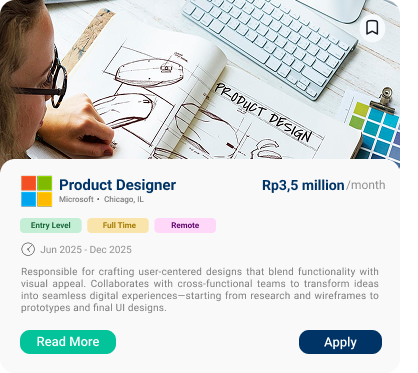 PRODUCT DESIGN
Product Designer
Rp3,5 million/month
Microsoft • Chicago, IL
Entry Level
Full Time
Remote
Jun 2025 - Dec 2025
Responsible for crafting user-centered designs that blend functionality with
visual appeal. Collaborates with cross-functional teams to transform ideas
into seamless digital experiences—starting from research and wireframes to
prototypes and final UI designs.
Read More
Apply